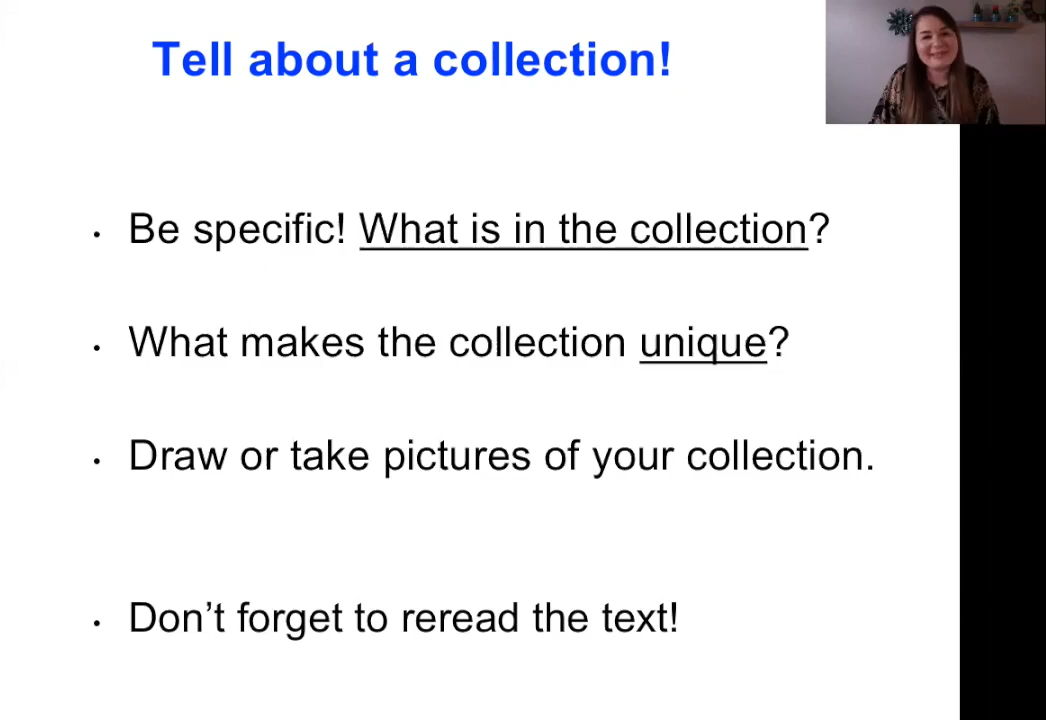 Tell about a collection!
Be specific! What is in the collection?
What makes the collection unique?
Draw or take pictures of your collection.
Don’t forget to reread the text!